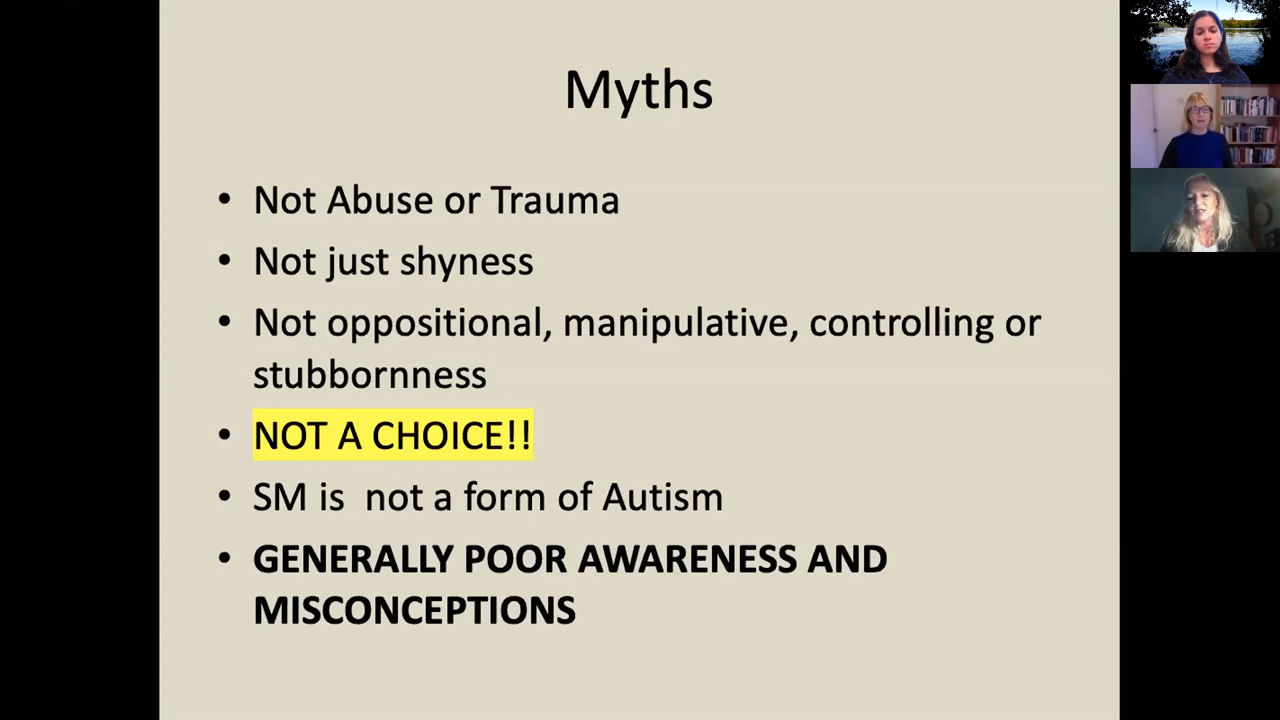 Myths
• Not Abuse or Trauma
• Not just shyness
• Not oppositional, manipulative, controlling or
stubbornness
• NOT A CHOICE!!
• SM is  not a form of Autism
• GENERALLY POOR AWARENESS AND
MISCONCEPTIONS